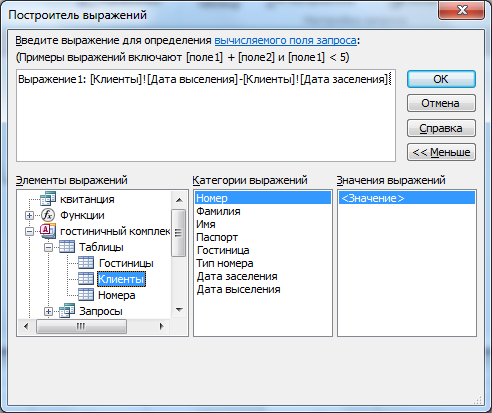 Построитель выражений
Введите выражение для определения вычисляемого поля запроса:
(Примеры выражений включают [поле1] + [поле2] и [поле1] < 5)
Выражение1: [Клиенты]![Дата выселения]-[Клиенты]![Дата заселения]
ОК
Отмена
Справка
<< Меньше
Элементы выражений
квитанция
Функции
гостиничный комплек
Таблицы
Гостиницы
Клиенты
Номера
Запросы
Категории выражений
Номер
Фамилия
Имя
Паспорт
Гостиница
Тип номера
Дата заселения
Дата выселения
Значения выражений
<Значение>